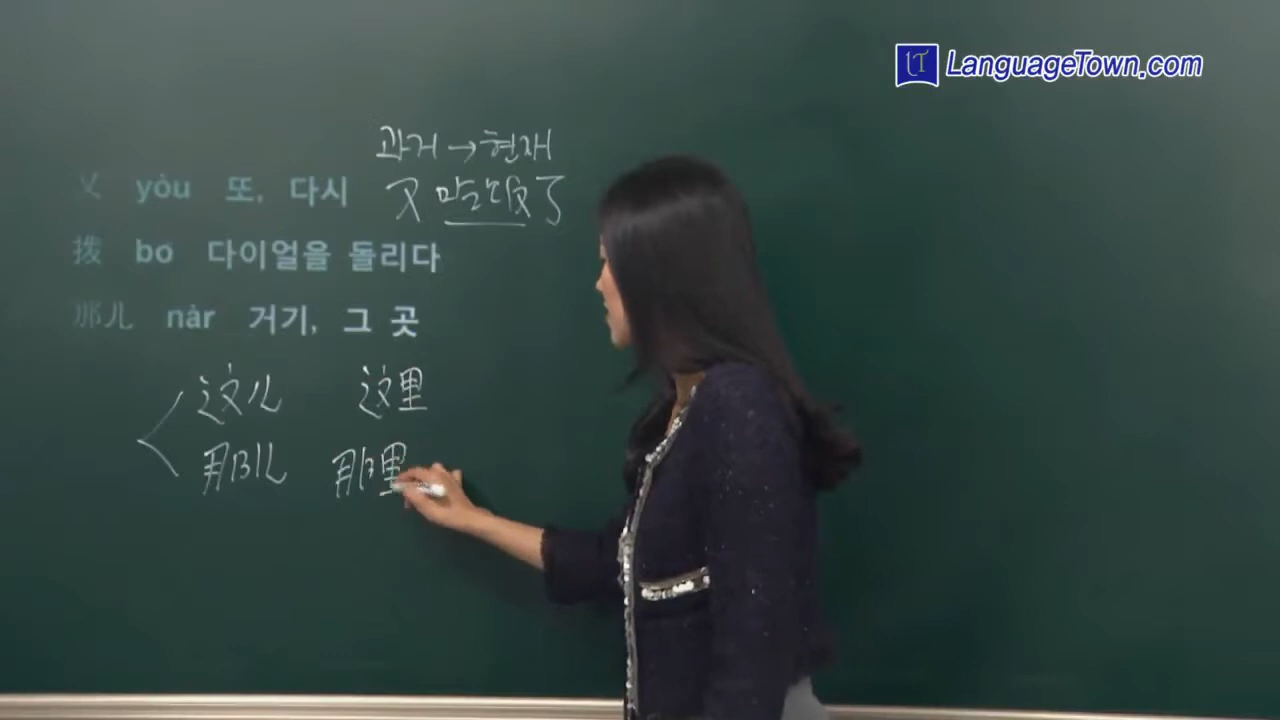 LT LanguageTown.com
과거 → 현재
又 yòu 또, 다시 又 吃饭了
拨 bō 다이얼을 돌리다
那儿 nàr 거기, 그 곳
这儿 这里
那儿 那里